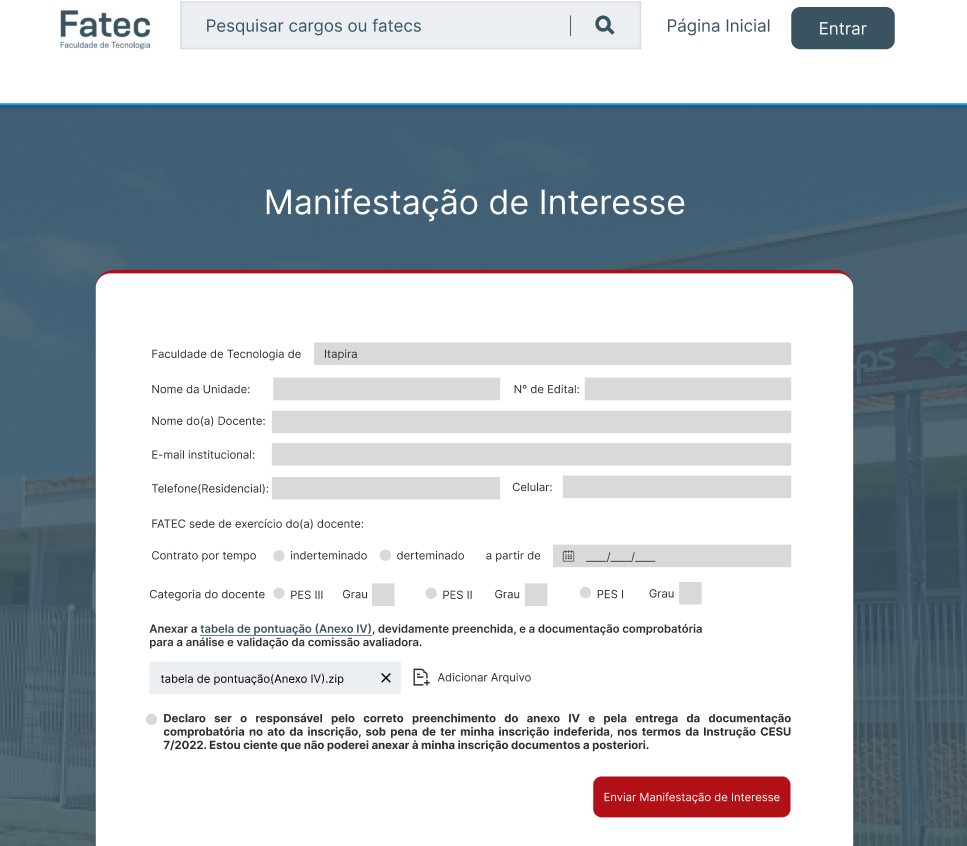 Fatec
Faculdade de Tecnologia
Pesquisar cargos ou fatecs
Página Inicial
Entrar
Manifestação de Interesse
Faculdade de Tecnologia de Itapira
Nome da Unidade: N° de Edital:
Nome do(a) Docente:
E-mail institucional:
Telefone(Residencial): Celular:
FATEC sede de exercício do(a) docente:
Contrato por tempo inderteminado derteminado a partir de ___/___/___
Categoria do docente PES III Grau PES II Grau PES I Grau
Anexar a tabela de pontuação (Anexo IV), devidamente preenchida, e a documentação comprobatória
para a análise e validação da comissão avaliadora.
tabela de pontuação(Anexo IV).zip
Adicionar Arquivo
Declaro ser o responsável pelo correto preenchimento do anexo IV e pela entrega da documentação
comprobatória no ato da inscrição, sob pena de ter minha inscrição indeferida, nos termos da Instrução CESU
7/2022. Estou ciente que não poderei anexar à minha inscrição documentos a posteriori.
Enviar Manifestação de Interesse